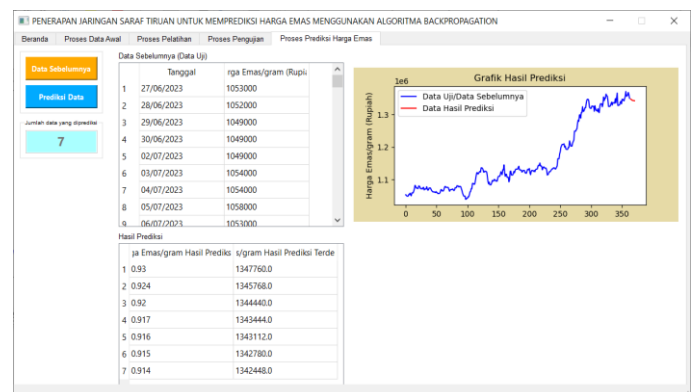 PENERAPAN JARINGAN SARAF TIRUAN UNTUK MEMPREDIKSI HARGA EMAS MENGGUNAKAN ALGORITMA BACKPROPAGATION
Beranda Proses Data Awal Proses Pelatihan Proses Pengujian Proses Prediksi Harga Emas
Data Sebelumnya
Prediksi Data
Jumlah data yang diprediksi
7
Data Sebelumnya (Data Uji)
Tanggal rga Emas/gram (Rupia
1 27/06/2023 1053000
2 28/06/2023 1052000
3 29/06/2023 1049000
4 30/06/2023 1049000
5 02/07/2023 1049000
6 03/07/2023 1054000
7 04/07/2023 1054000
8 05/07/2023 1058000
9 06/07/2023 1053000
Hasil Prediksi
ga Emas/gram Hasil Prediks s/gram Hasil Prediksi Terde
1 0.93 1347760.0
2 0.924 1345768.0
3 0.92 1344440.0
4 0.917 1343444.0
5 0.916 1343112.0
6 0.915 1342780.0
7 0.914 1342448.0
1e6
Grafik Hasil Prediksi
Data Uji/Data Sebelumnya
Data Hasil Prediksi
Harga Emas/gram (Rupiah)
1.3
1.2
1.1
0 50 100 150 200 250 300 350